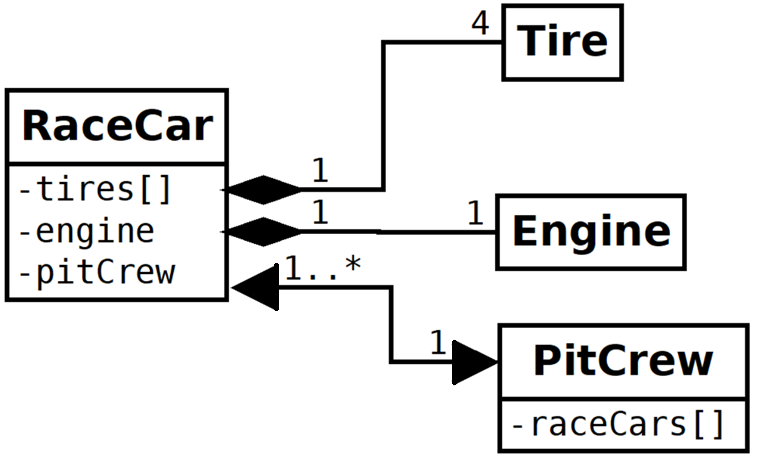 4
Tire
RaceCar
-tires[]
1
-engine
1
1
Engine
-pitCrew
1..*
1
PitCrew
-raceCars[]